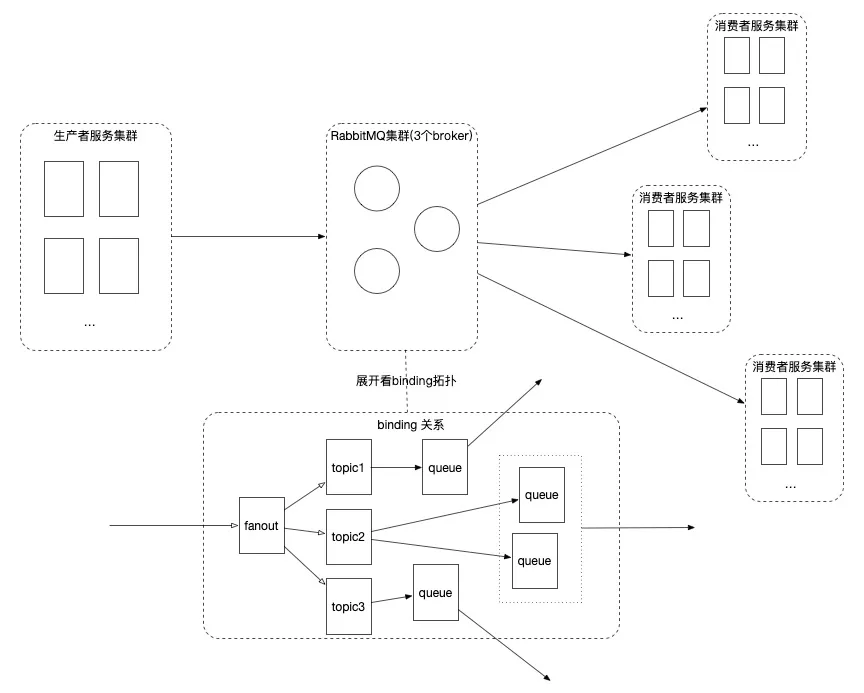 消费者服务集群
...
生产者服务集群
...
RabbitMQ集群(3个broker)
消费者服务集群
...
消费者服务集群
...
展开看binding拓扑
binding 关系
topic1
queue
queue
fanout
topic2
queue
topic3
queue